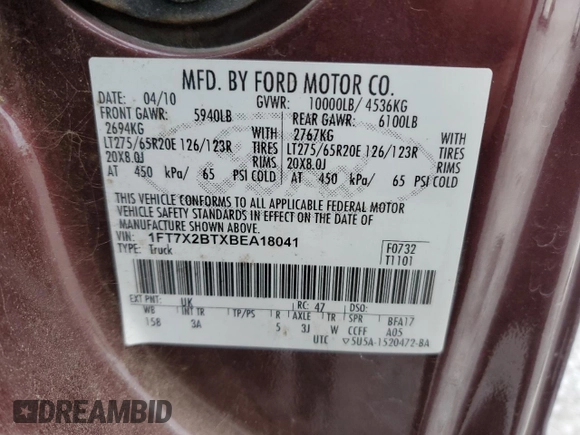 MFD. BY FORD MOTOR CO.
DATE: 04/10 GVWR: 10000LB/ 4536KG
FRONT GAWR: 5940LB REAR GAWR: 6100LB
2694KG WITH 2767KG WITH
LT275/65R20E 126/123R TIRES LT275/65R20E 126/123R TIRES
20X8.0J RIMS 20X8.0J RIMS
AT 450 kPa/ 65 PSI COLD AT 450 kPa/ 65 PSI COLD
THIS VEHICLE CONFORMS TO ALL APPLICABLE FEDERAL MOTOR
VEHICLE SAFETY STANDARDS IN EFFECT ON THE DATE OF
MANUFACTURE SHOWN ABOVE.
VIN: 1FT7X2BTXBEA18041 F0732
TYPE: Truck T1101
EXT PNT: UK RC: 47 DSO:
WB INT TR TP/PS R AXLE TR SPR 8FA17
158 3A 5 3J W CCFF A05
UTC ▽5U5A-1520472-BA
DREAMBID